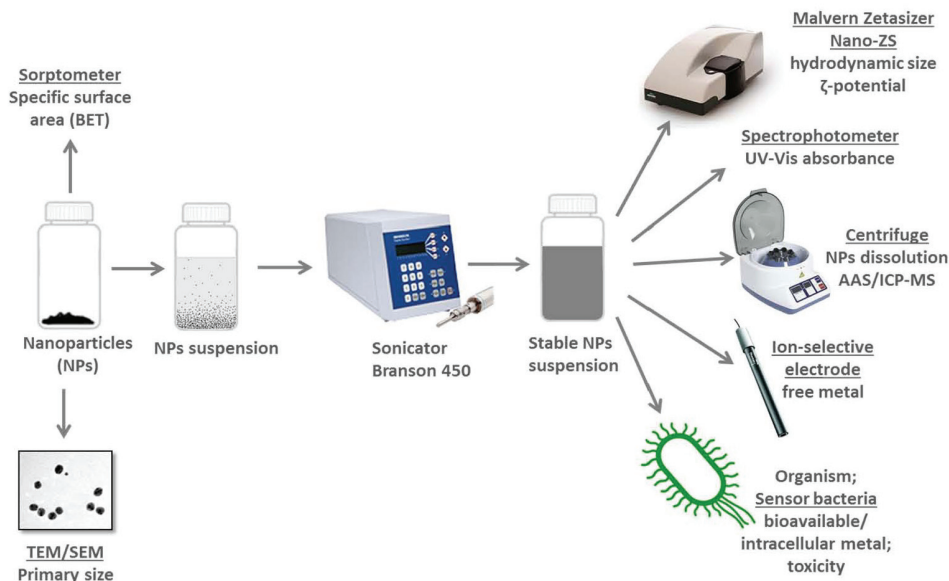 Sorptometer
Specific surface
area (BET)
Nanoparticles
(NPs)
TEM/SEM
Primary size
NPs suspension
Sonicator
Branson 450
Stable NPs
suspension
Malvern Zetasizer
Nano-ZS
hydrodynamic size
ζ-potential
Spectrophotometer
UV-Vis absorbance
Centrifuge
NPs dissolution
AAS/ICP-MS
Ion-selective
electrode
free metal
Organism;
Sensor bacteria
bioavailable/
intracellular metal;
toxicity